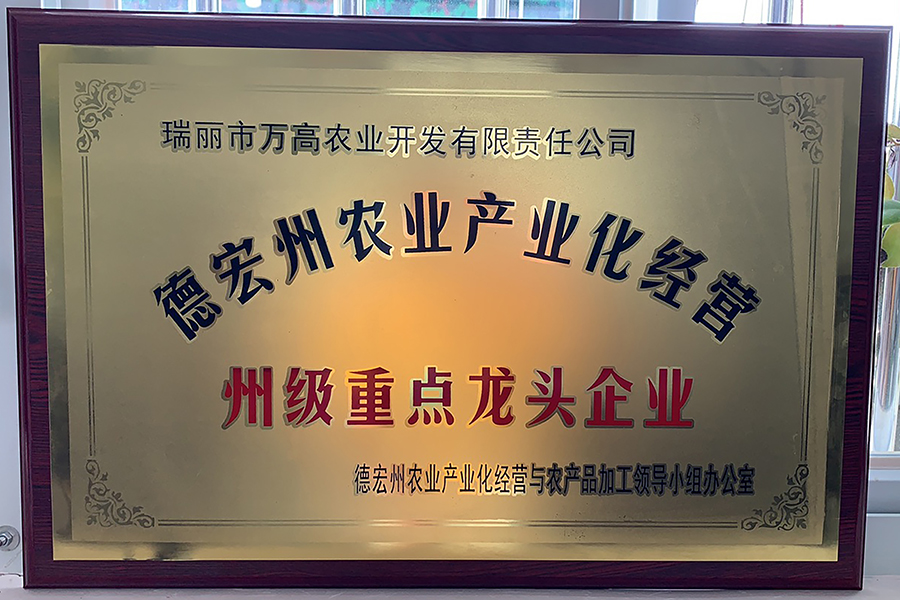 瑞丽市万高农业开发有限责任公司
德宏州农业产业化经营
州级重点龙头企业
德宏州农业产业化经营与农产品加工领导小组办公室